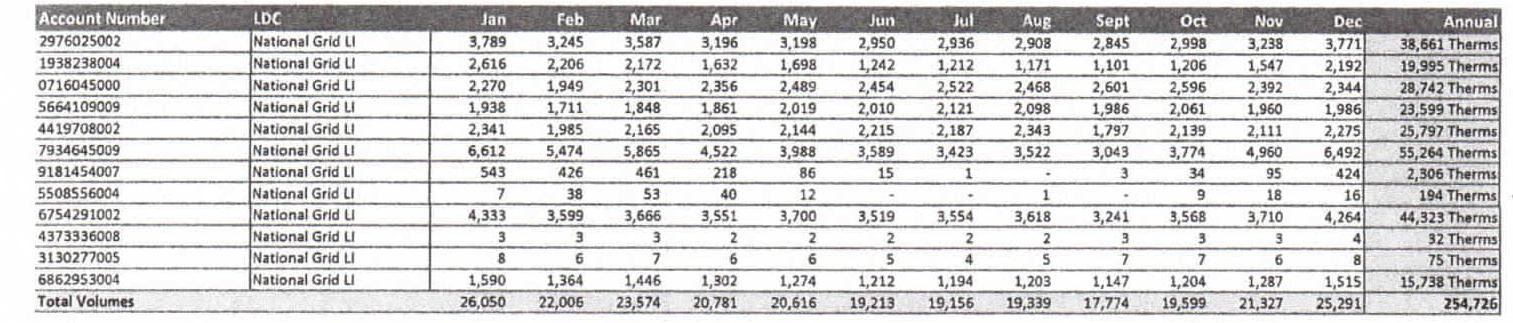 Account Number LDC Jan Feb Mar Apr May Jun Jul Aug Sept Oct Nov Dec Annual
2976025002 National Grid LI 3,789 3,245 3,587 3,196 3,198 2,950 2,936 2,908 2,845 2,998 3,238 3,771 38,661 Therms
1938238004 National Grid LI 2,616 2,206 2,172 1,632 1,698 1,242 1,212 1,171 1,101 1,206 1,547 2,192 19,995 Therms
0716045000 National Grid LI 2,270 1,949 2,301 2,356 2,489 2,454 2,522 2,468 2,601 2,596 2,392 2,344 28,742 Therms
5664109009 National Grid LI 1,938 1,711 1,848 1,861 2,019 2,010 2,121 2,098 1,986 2,061 1,960 1,986 23,599 Therms
4419708002 National Grid LI 2,341 1,985 2,165 2,095 2,144 2,215 2,187 2,343 1,797 2,139 2,111 2,275 25,797 Therms
7934645009 National Grid LI 6,612 5,474 5,865 4,522 3,988 3,589 3,423 3,522 3,043 3,774 4,960 6,492 55,264 Therms
9181454007 National Grid LI 543 426 461 218 86 15 1 - 3 34 95 424 2,306 Therms
5508556004 National Grid LI 7 38 53 40 12 - - 1 - 9 18 16 194 Therms
6754291002 National Grid LI 4,333 3,599 3,666 3,551 3,700 3,519 3,554 3,618 3,241 3,568 3,710 4,264 44,323 Therms
4373336008 National Grid LI 3 3 3 2 2 2 2 2 3 3 3 4 32 Therms
3130277005 National Grid LI 8 6 7 6 6 5 4 5 7 7 6 8 75 Therms
6862953004 National Grid LI 1,590 1,364 1,446 1,302 1,274 1,212 1,194 1,203 1,147 1,204 1,287 1,515 15,738 Therms
Total Volumes 26,050 22,006 23,574 20,781 20,616 19,213 19,156 19,339 17,774 19,599 21,327 25,291 254,726